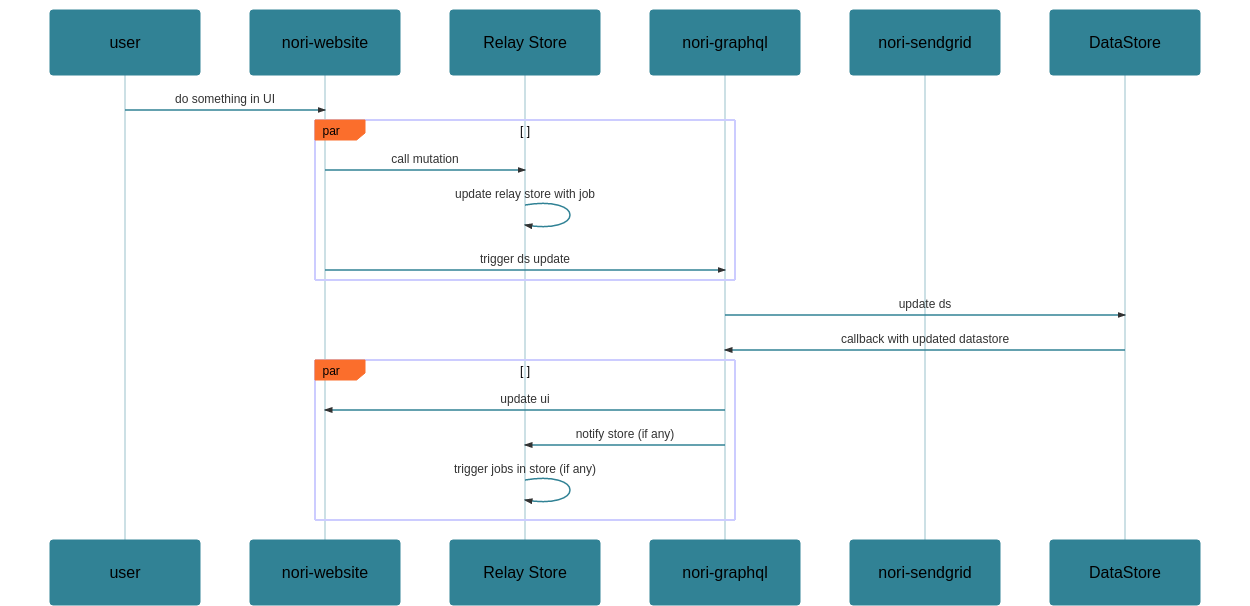 user
nori-website
Relay Store
nori-graphql
nori-sendgrid
DataStore
do something in UI
par
[ ]
call mutation
update relay store with job
trigger ds update
update ds
callback with updated datastore
par
[ ]
update ui
notify store (if any)
trigger jobs in store (if any)
user
nori-website
Relay Store
nori-graphql
nori-sendgrid
DataStore